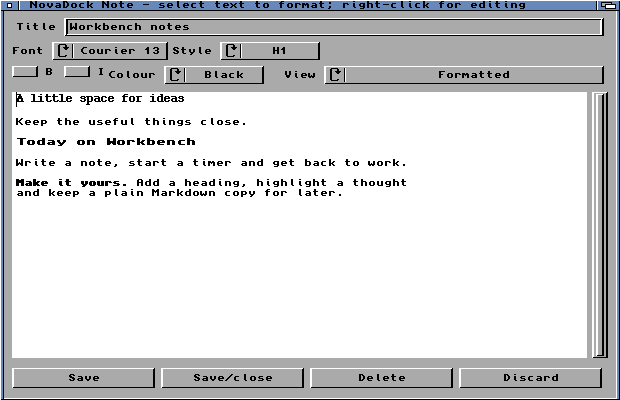 NovaDock Note - select text to format; right-click for editing
Title Workbench notes
Font Courier 13 Style H1
B I Colour Black View Formatted
A little space for ideas
Keep the useful things close.
Today on Workbench
Write a note, start a timer and get back to work.
Make it yours. Add a heading, highlight a thought
and keep a plain Markdown copy for later.
Save Save/close Delete Discard